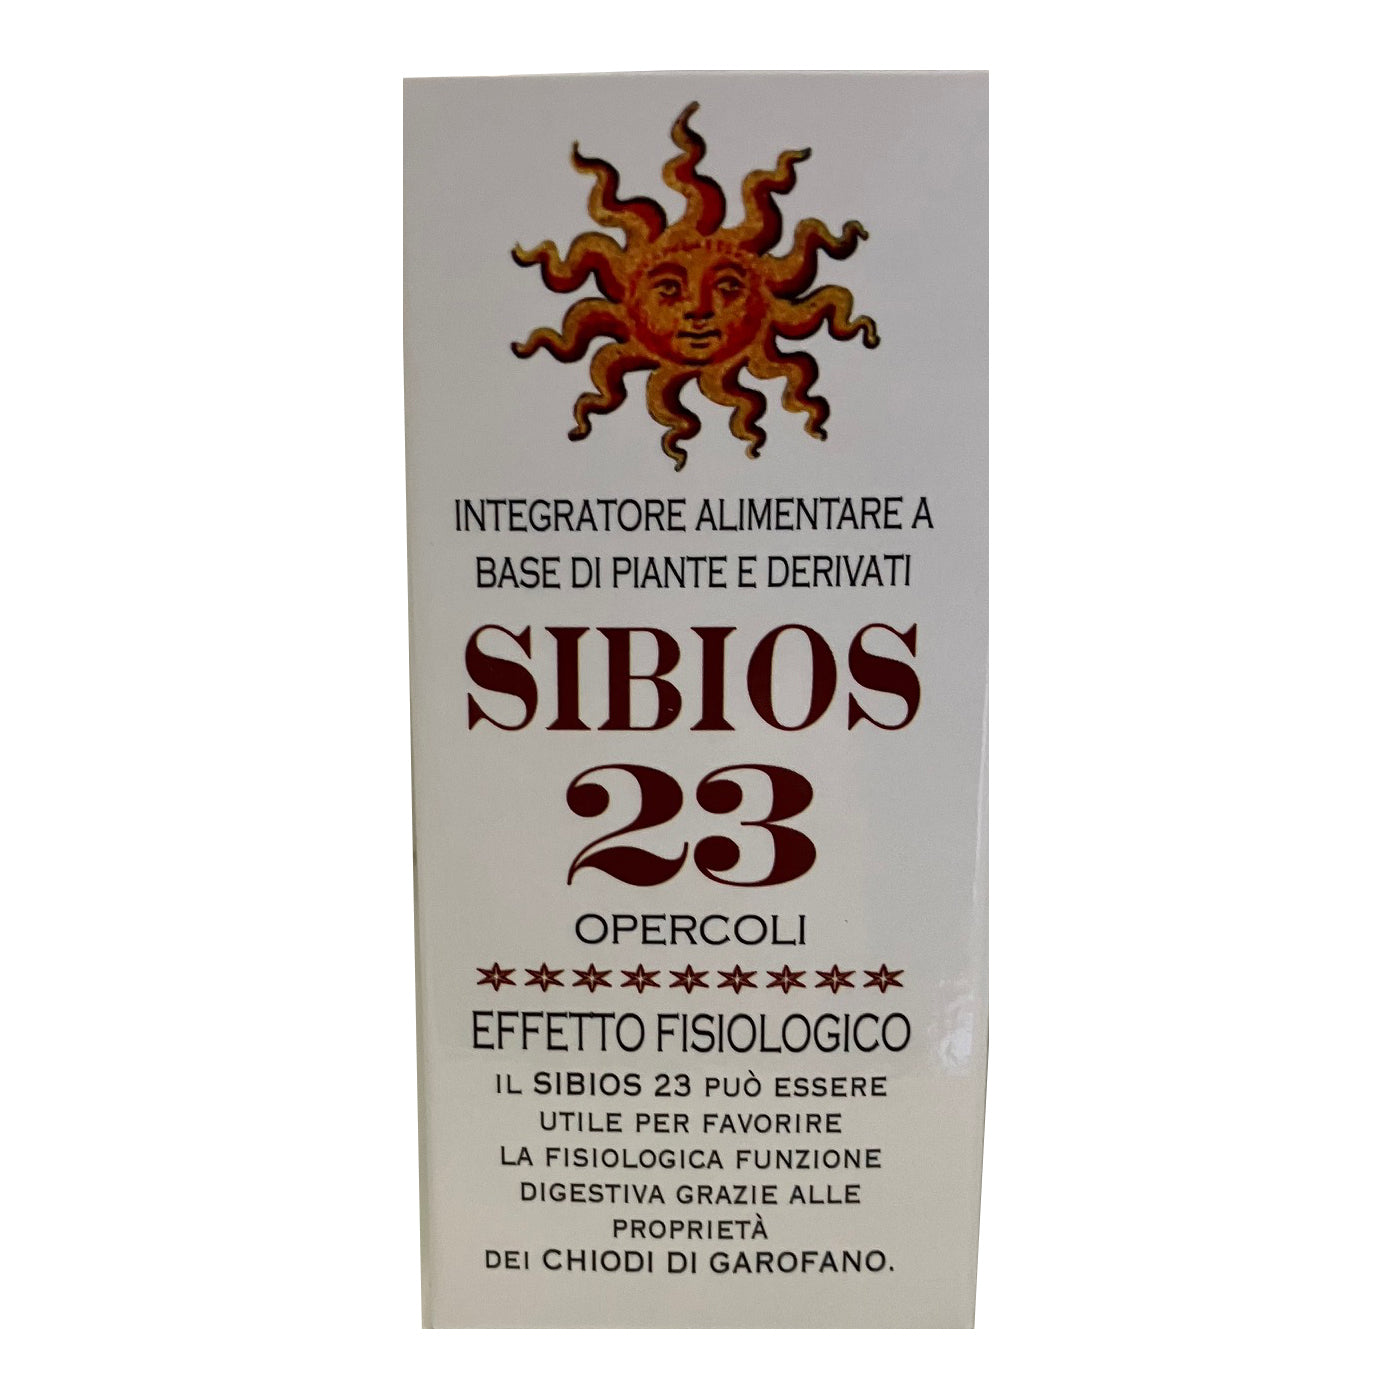 INTEGRATORE ALIMENTARE A
BASE DI PIANTE E DERIVATI
SIBIOS
23
OPERCOLI
EFFETTO FISIOLOGICO
IL SIBIOS 23 PUÒ ESSERE
UTILE PER FAVORIRE
LA FISIOLOGICA FUNZIONE
DIGESTIVA GRAZIE ALLE
PROPRIETÀ
DEI CHIODI DI GAROFANO.